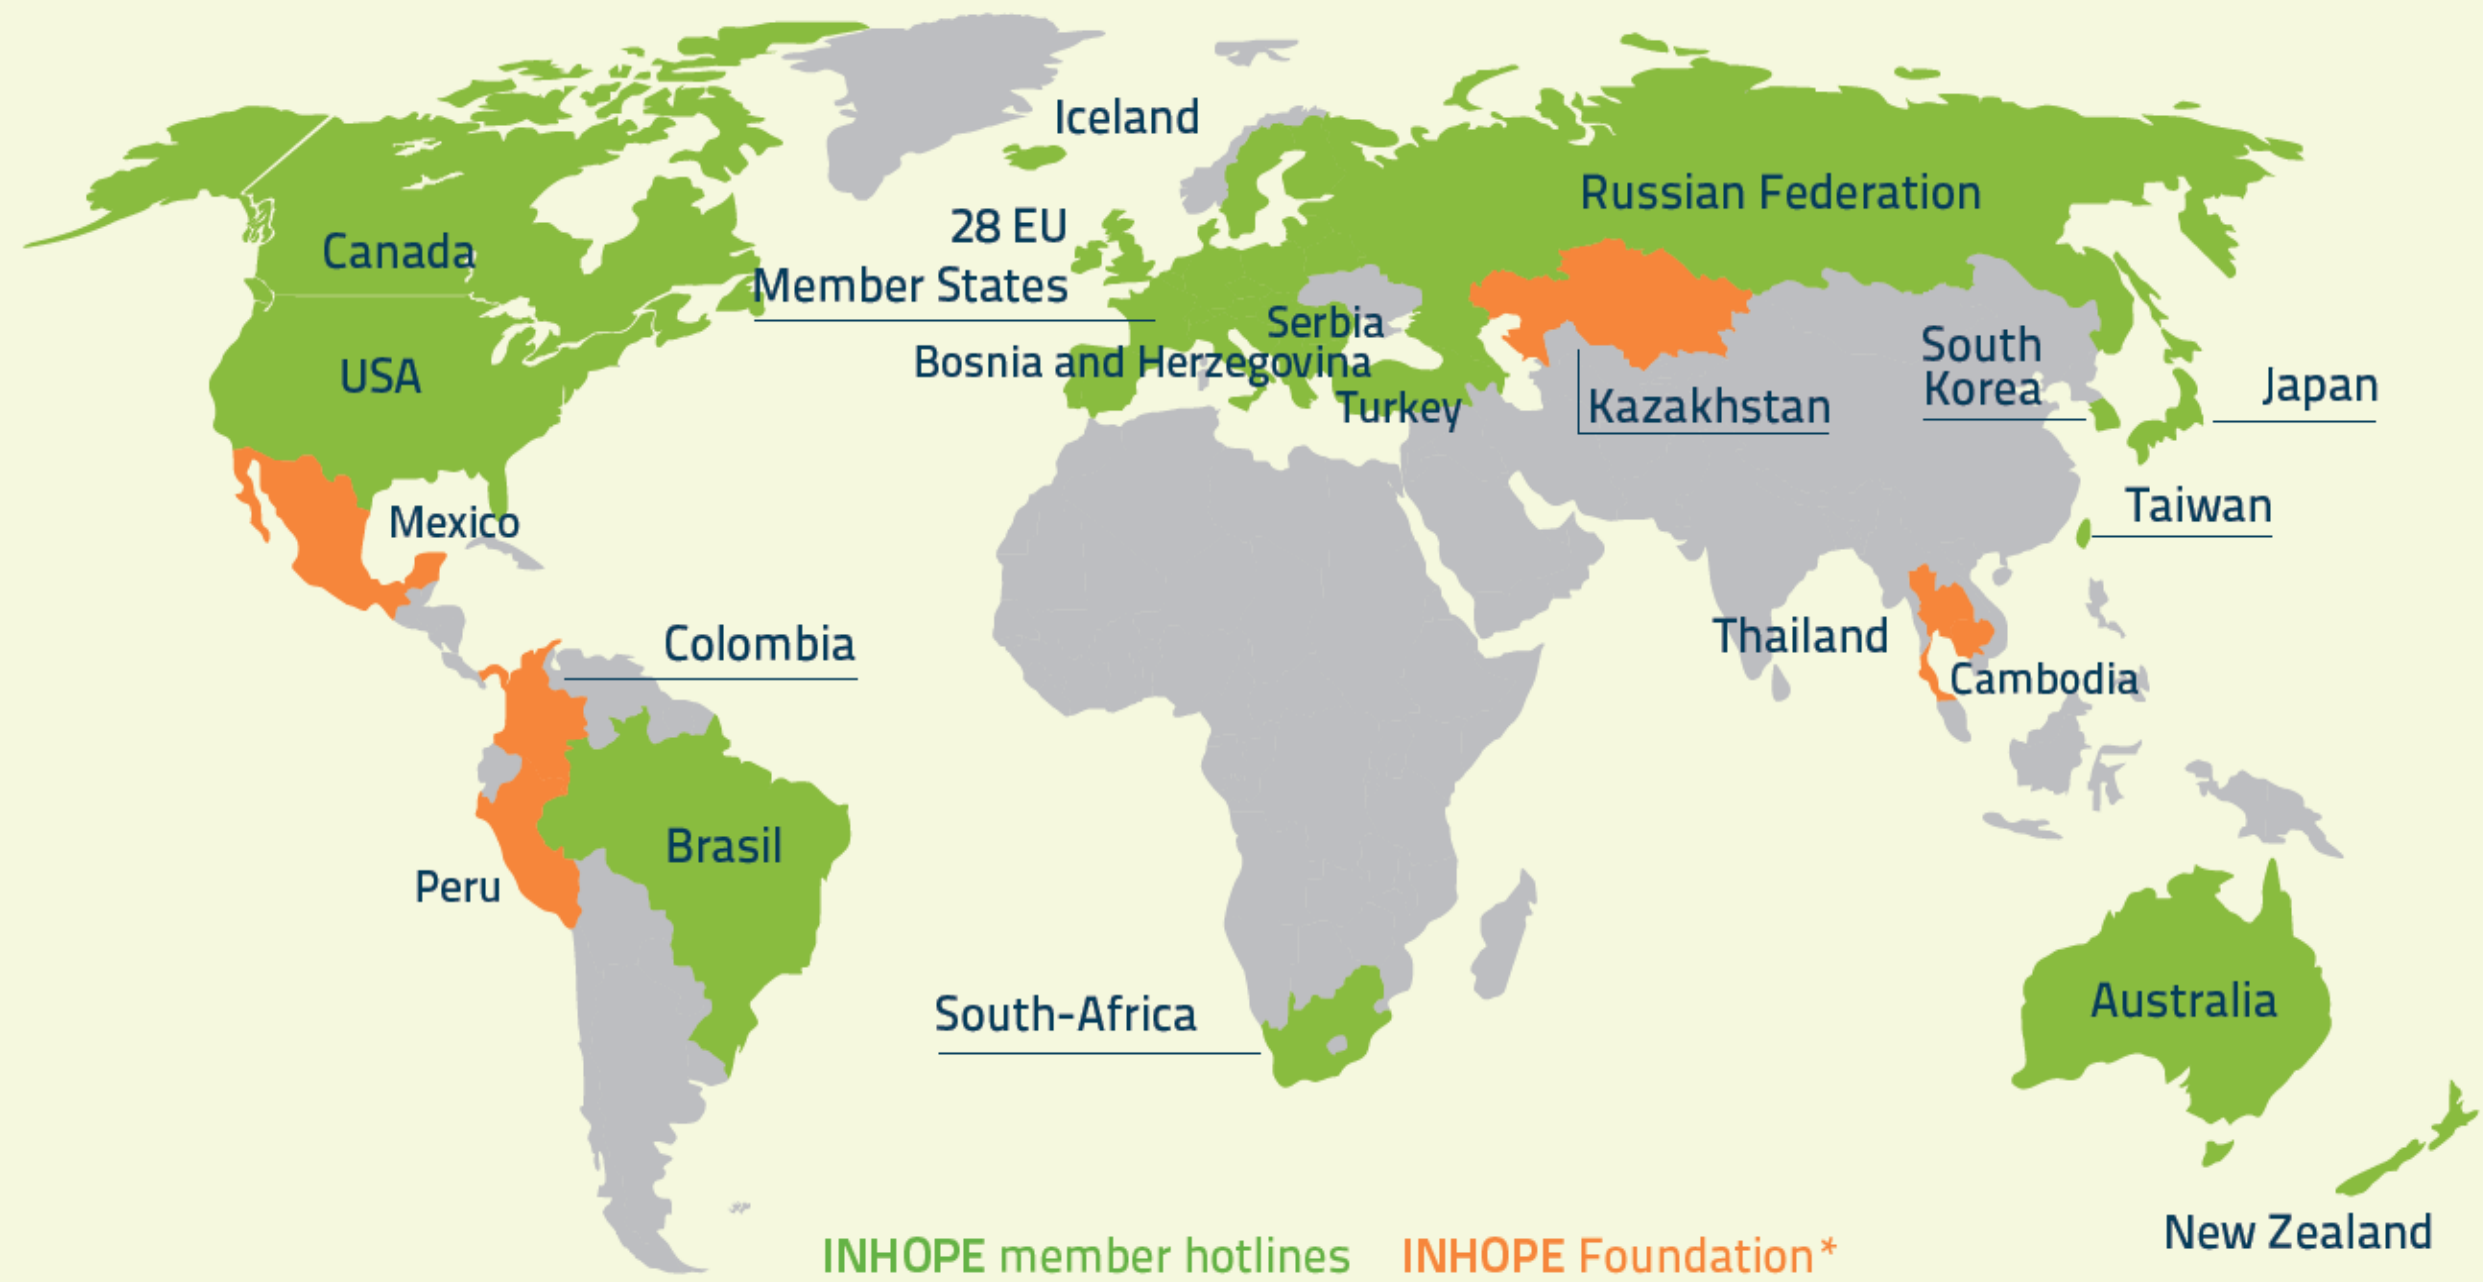 Iceland
Russian Federation
28 EU
Member States
Canada
Serbia
Bosnia and Herzegovina
USA
Turkey
Kazakhstan
South
Korea
Japan
Mexico
Taiwan
Colombia
Thailand
Cambodia
Brasil
Peru
South-Africa
Australia
New Zealand
INHOPE member hotlines
INHOPE Foundation*